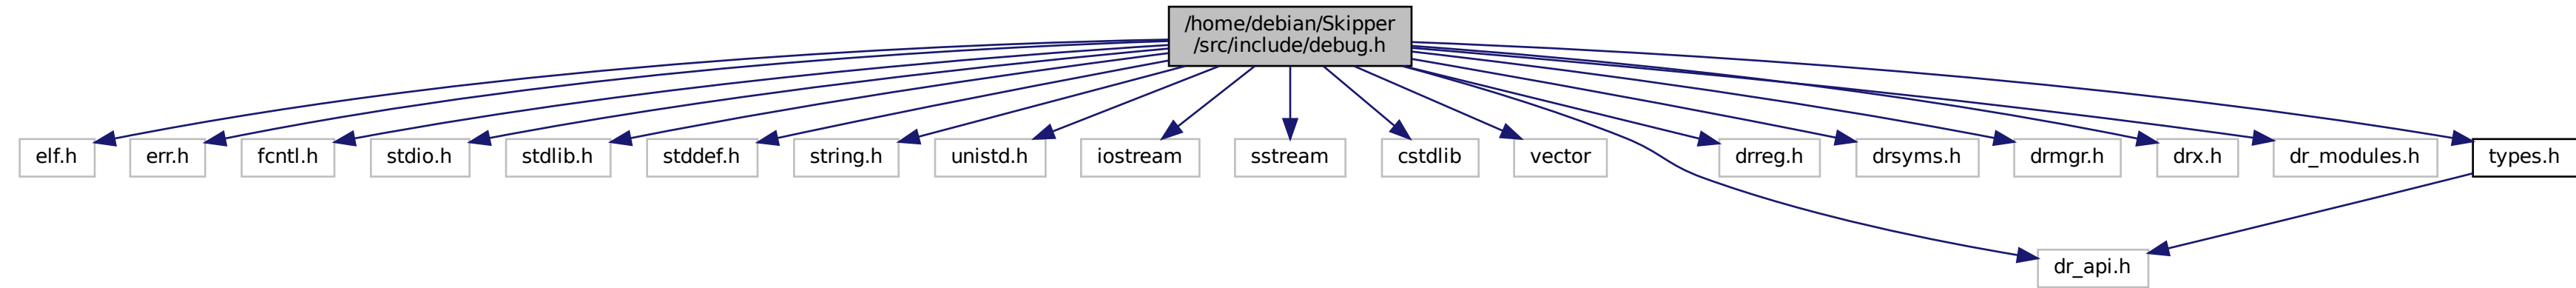 /home/debian/Skipper
/src/include/debug.h
elf.h
err.h
fcntl.h
stdio.h
stdlib.h
stddef.h
string.h
unistd.h
iostream
sstream
cstdlib
vector
drreg.h
drsyms.h
drmgr.h
drx.h
dr_modules.h
types.h
dr_api.h